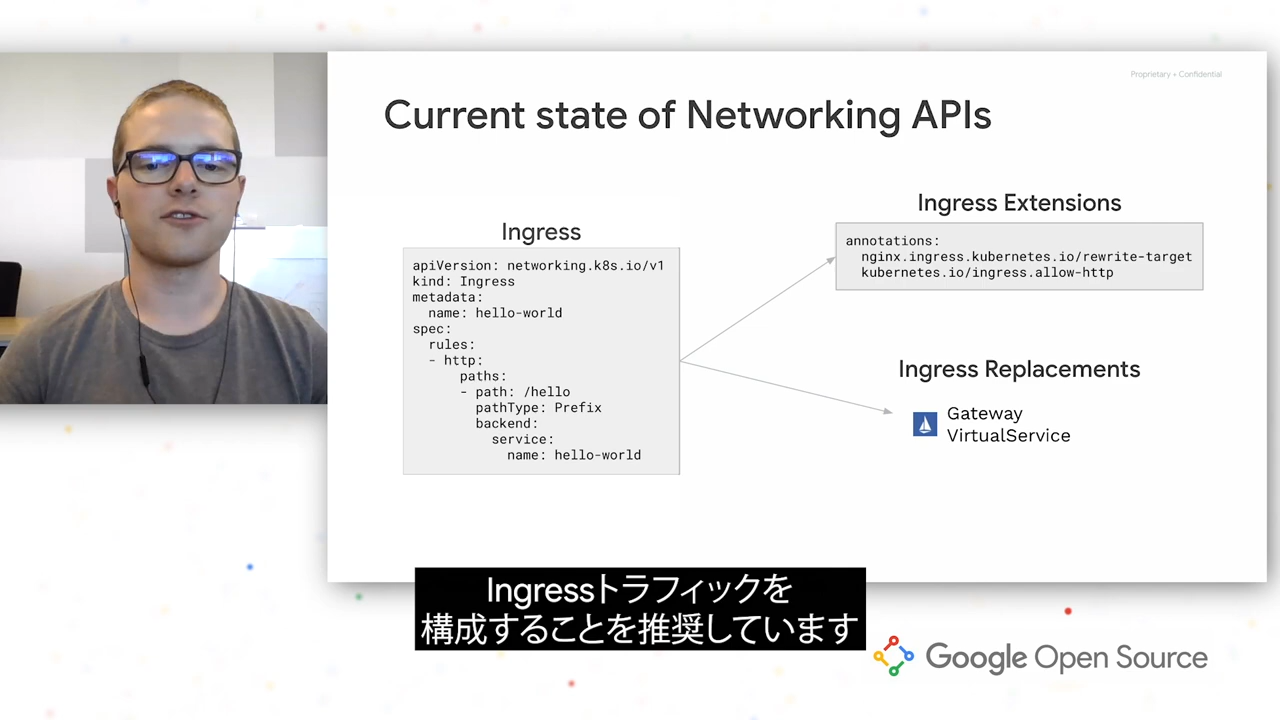 Proprietary + Confidential
Current state of Networking APIs
Ingress
apiVersion: networking.k8s.io/v1
kind: Ingress
metadata:
  name: hello-world
spec:
  rules:
  - http:
      paths:
      - path: /hello
        pathType: Prefix
        backend:
          service:
            name: hello-world
Ingress Extensions
annotations:
  nginx.ingress.kubernetes.io/rewrite-target
  kubernetes.io/ingress.allow-http
Ingress Replacements
Gateway
VirtualService
Ingressトラフィックを
構成することを推奨しています
Google Open Source